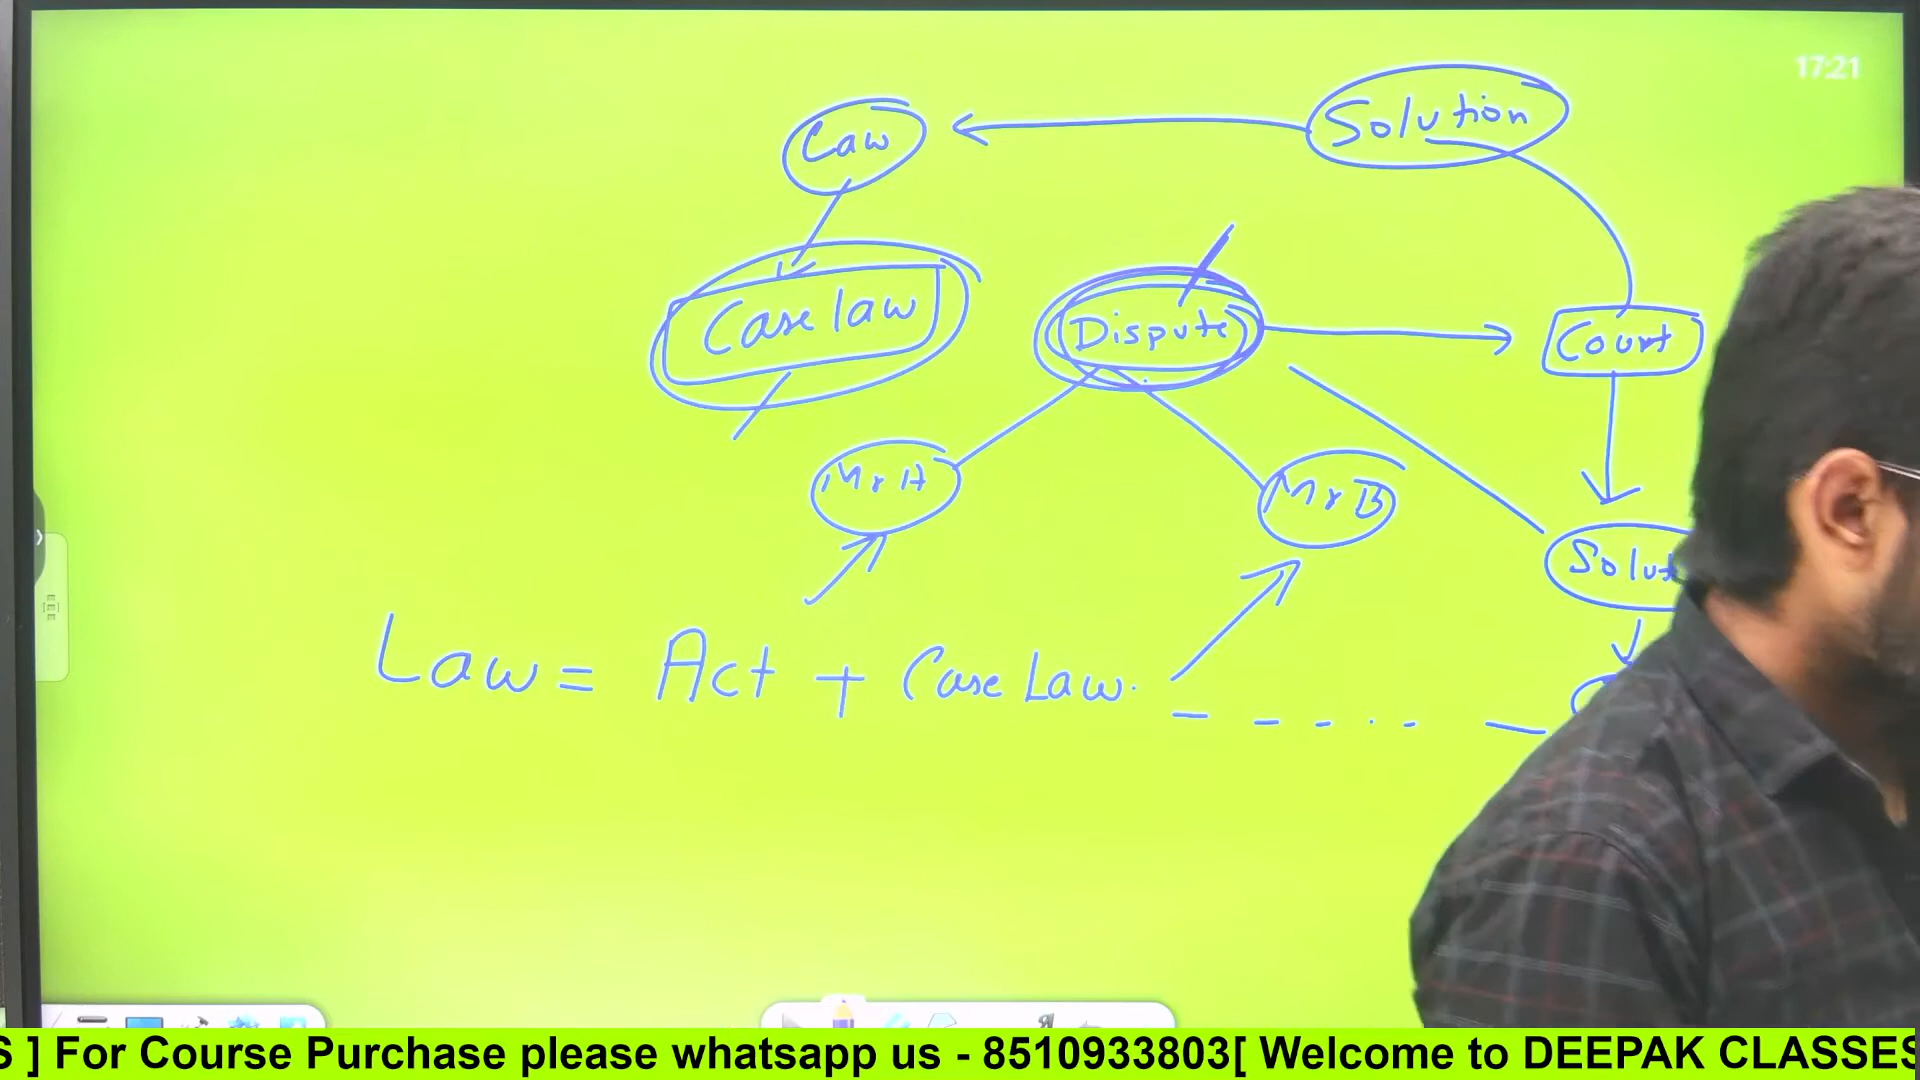 17:21
Solution
Law
Case law
Dispute
Court
Mr A
Mr B
Solut
Law = Act + Case Law.
S ] For Course Purchase please whatsapp us - 8510933803[ Welcome to DEEPAK CLASSES